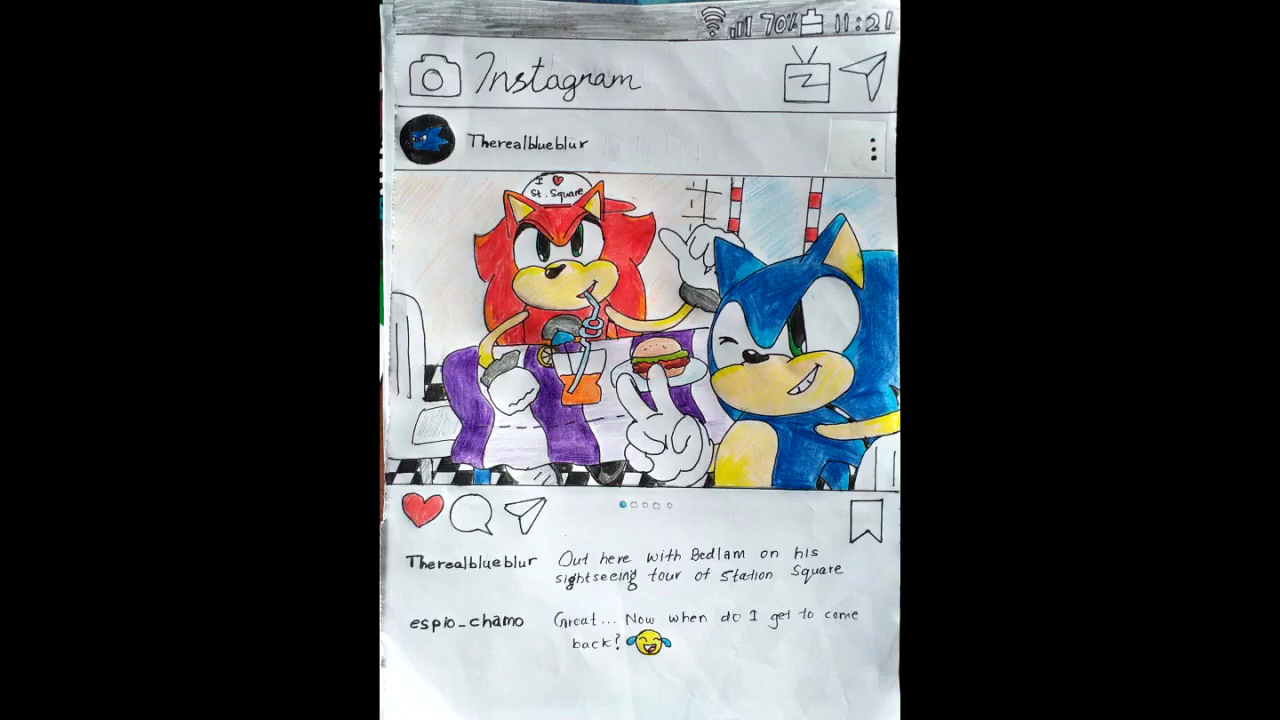 70% 11:21
Instagram
Therealblueblur
I ❤
St. Square
Therealblueblur Out here with Bedlam on his
sightseeing tour of Station Square
espio_chamo Great... Now when do I get to come
back? 😂